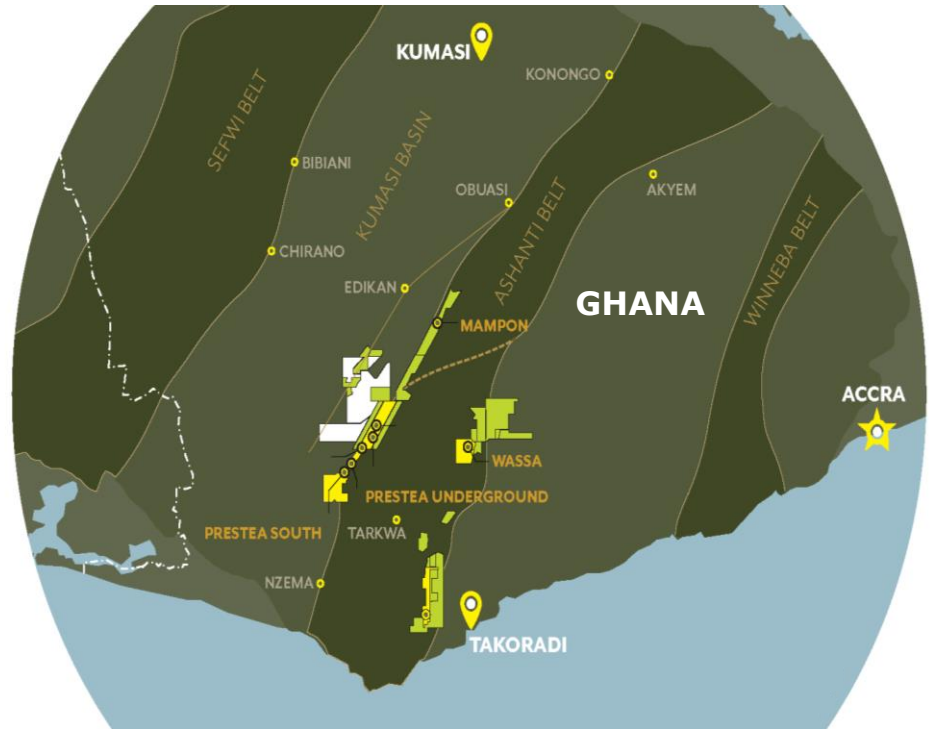 KUMASI
KONONGO
SEFWI BELT
KUMASI BASIN
BIBIANI
OBUASI
ASHANTI BELT
AKYEM
CHIRANO
EDIKAN
GHANA
WINNEBA BELT
MAMPON
ACCRA
WASSA
PRESTEA UNDERGROUND
PRESTEA SOUTH
TARKWA
NZEMA
TAKORADI